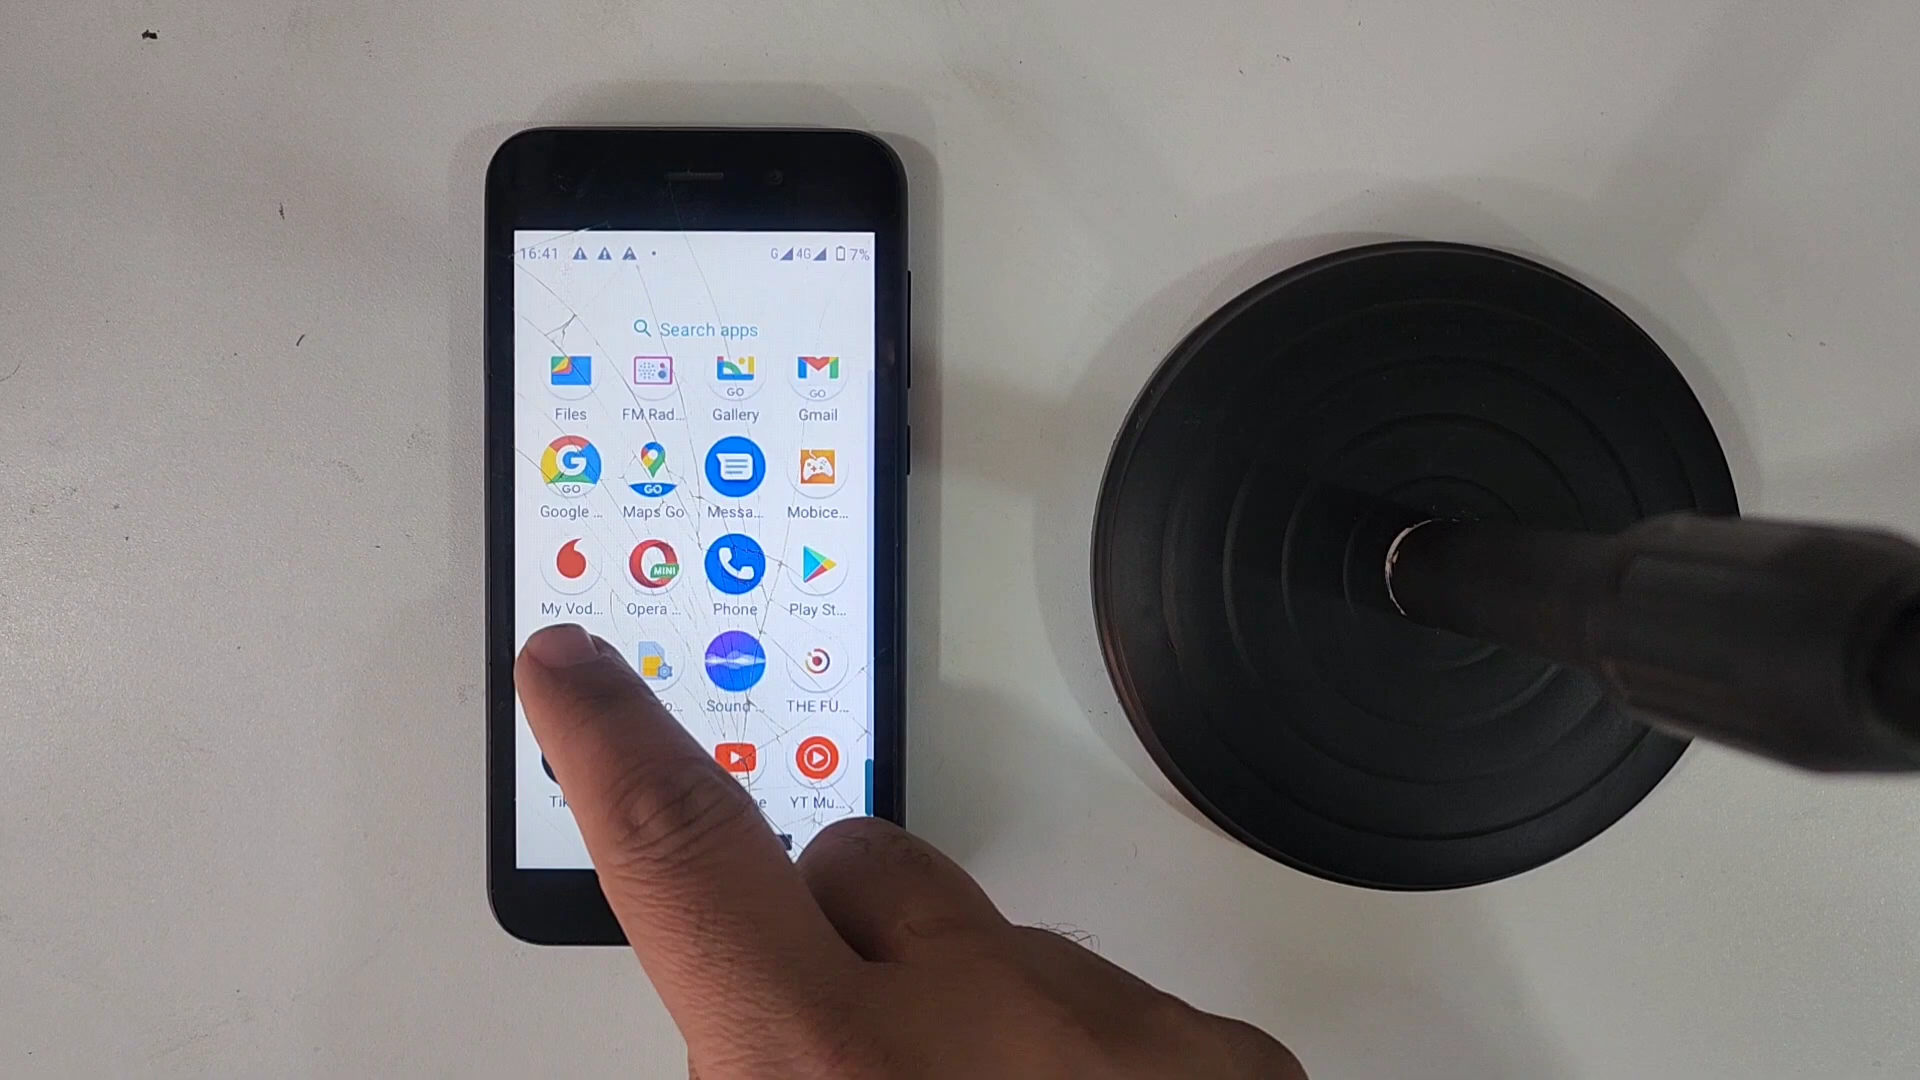 16:41 G 4G 7%
Search apps
Files FM Rad... Gallery Gmail
GO GO
Google ... Maps Go Messa... Mobice...
GO GO
MINI
My Vod... Opera ... Phone Play St...
Sound ... THE FU...
YT Mu...